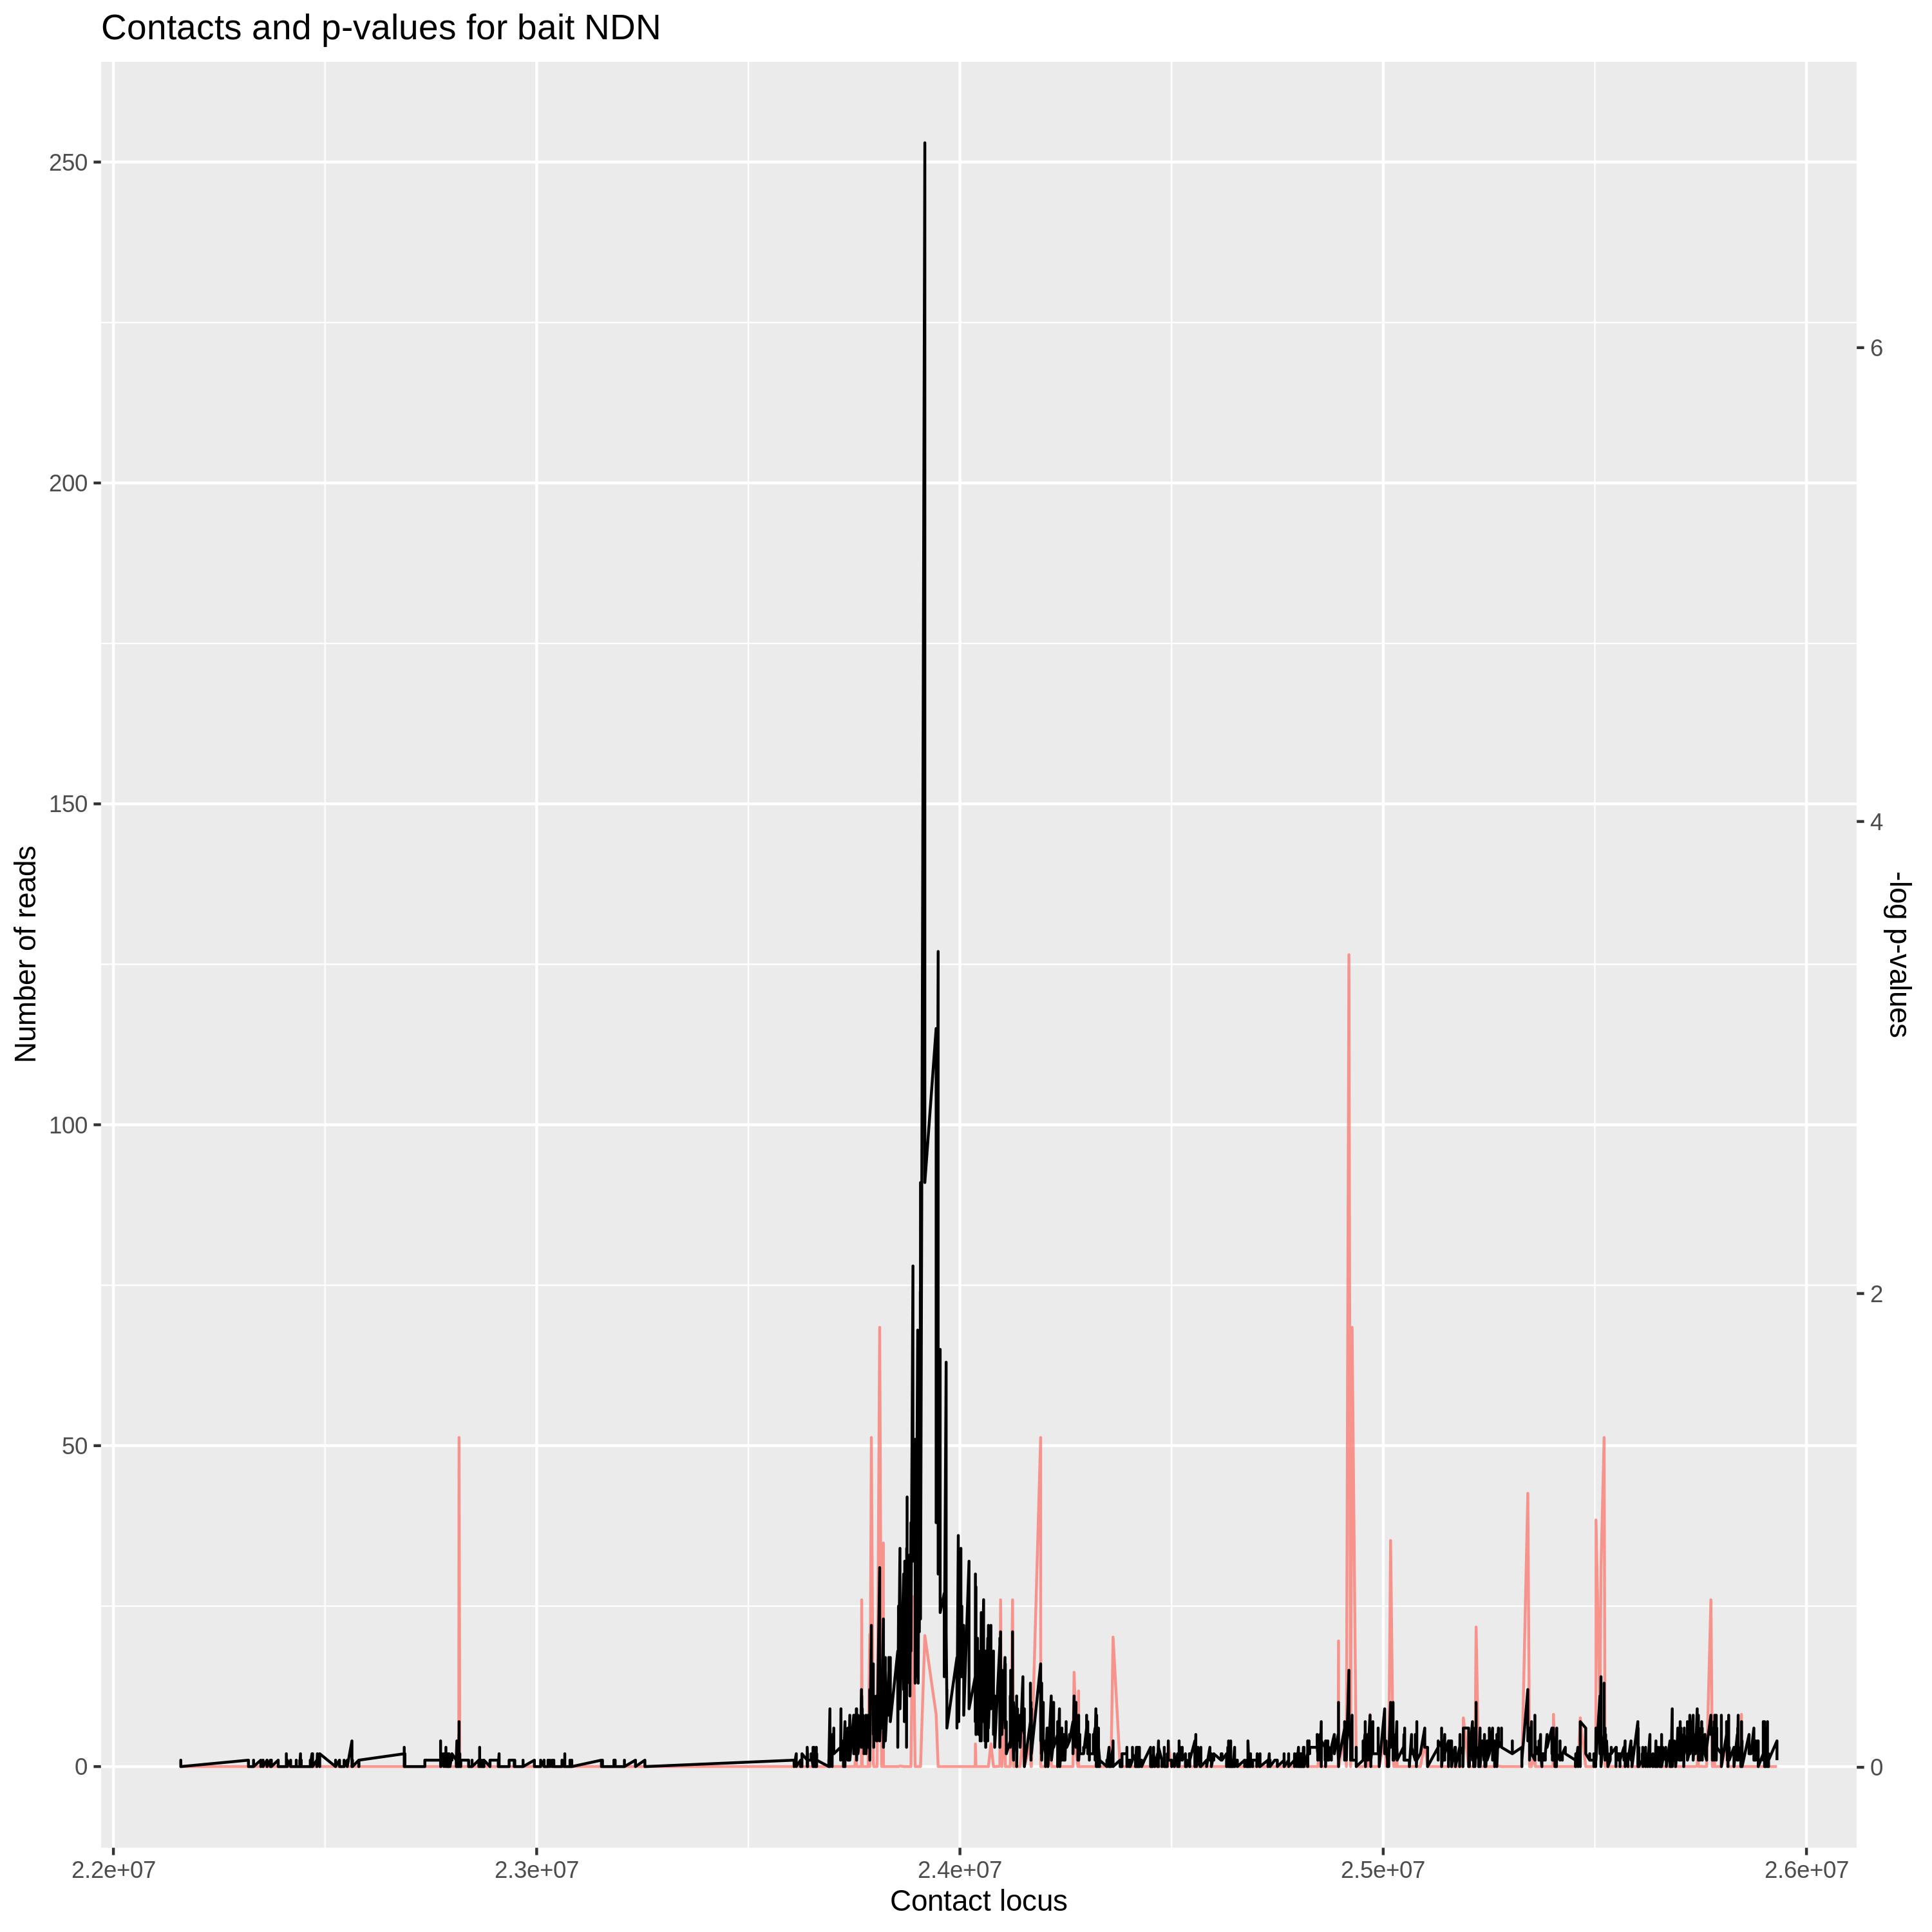 Contacts and p-values for bait NDN
250
200
150
100
50
0
Number of reads
6
4
2
0
-log p-values
2.2e+07
2.3e+07
2.4e+07
2.5e+07
2.6e+07
Contact locus